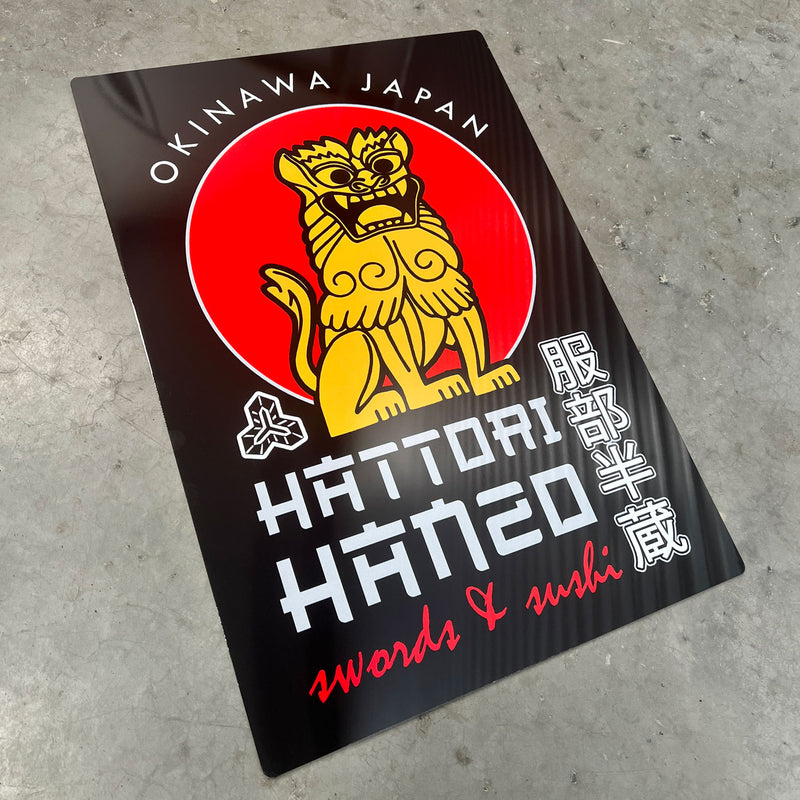 OKINAWA JAPAN
HATTORI
HANZO
服部半蔵
swords & sushi